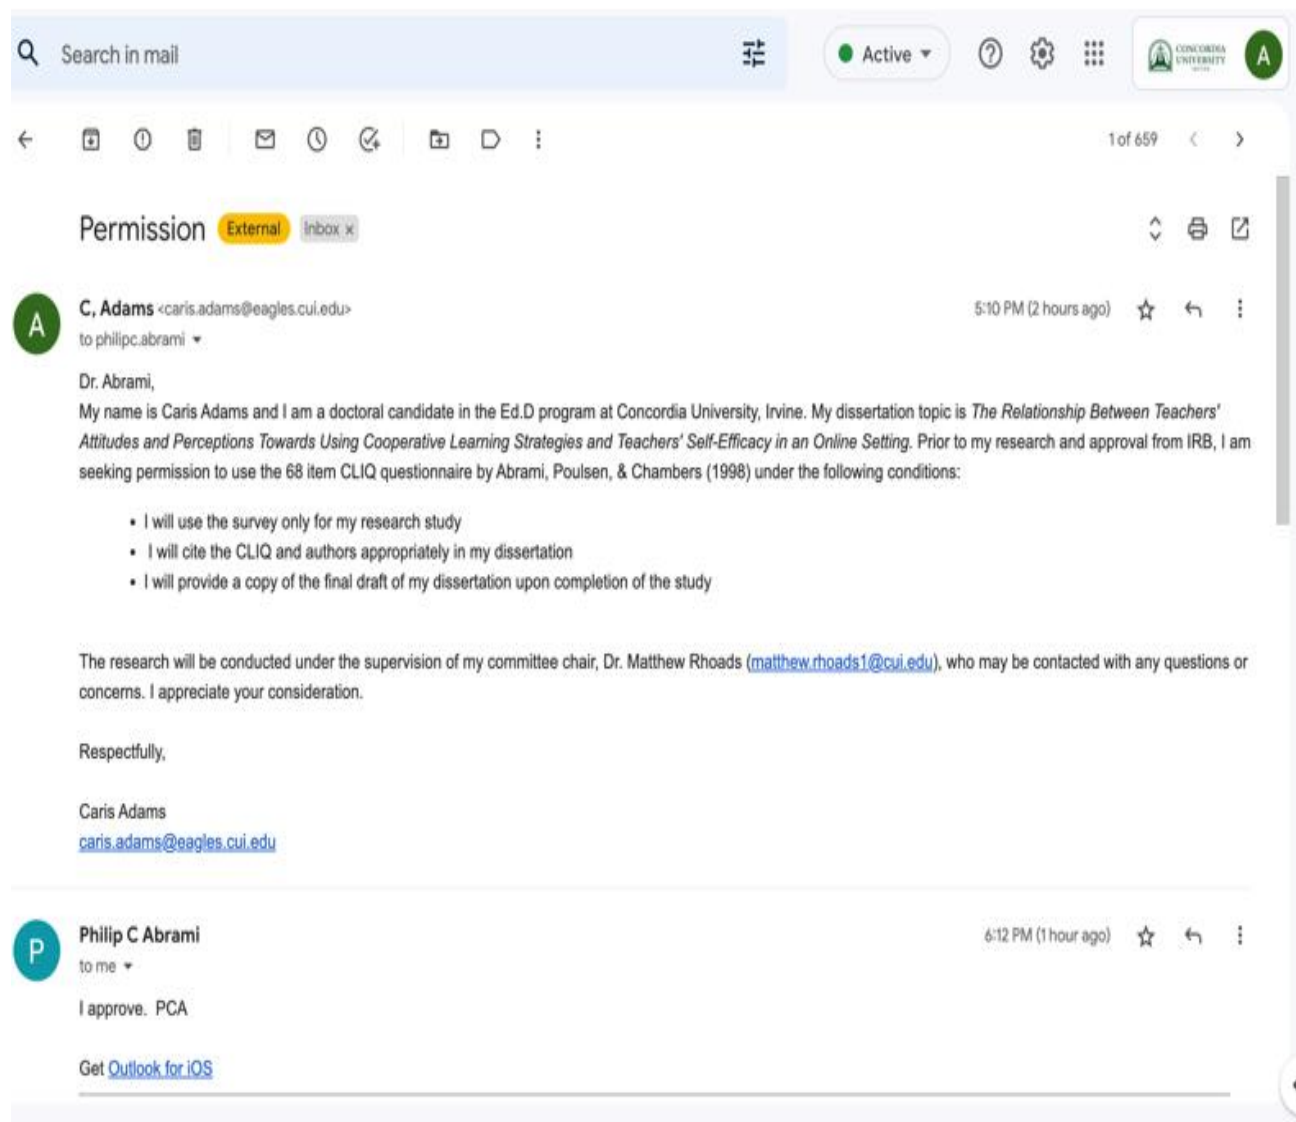 Search in mail
Active
CONCORDIA
UNIVERSITY
A
1 of 659
Permission External Inbox x
A
C, Adams <caris.adams@eagles.cui.edu>
5:10 PM (2 hours ago)
to philipc.abrami
Dr. Abrami,
My name is Caris Adams and I am a doctoral candidate in the Ed.D program at Concordia University, Irvine. My dissertation topic is The Relationship Between Teachers'
Attitudes and Perceptions Towards Using Cooperative Learning Strategies and Teachers' Self-Efficacy in an Online Setting. Prior to my research and approval from IRB, I am
seeking permission to use the 68 item CLIQ questionnaire by Abrami, Poulsen, & Chambers (1998) under the following conditions:
• I will use the survey only for my research study
• I will cite the CLIQ and authors appropriately in my dissertation
• I will provide a copy of the final draft of my dissertation upon completion of the study
The research will be conducted under the supervision of my committee chair, Dr. Matthew Rhoads (matthew.rhoads1@cui.edu), who may be contacted with any questions or
concerns. I appreciate your consideration.
Respectfully,
Caris Adams
caris.adams@eagles.cui.edu
P
Philip C Abrami
6:12 PM (1 hour ago)
to me
I approve. PCA
Get Outlook for iOS